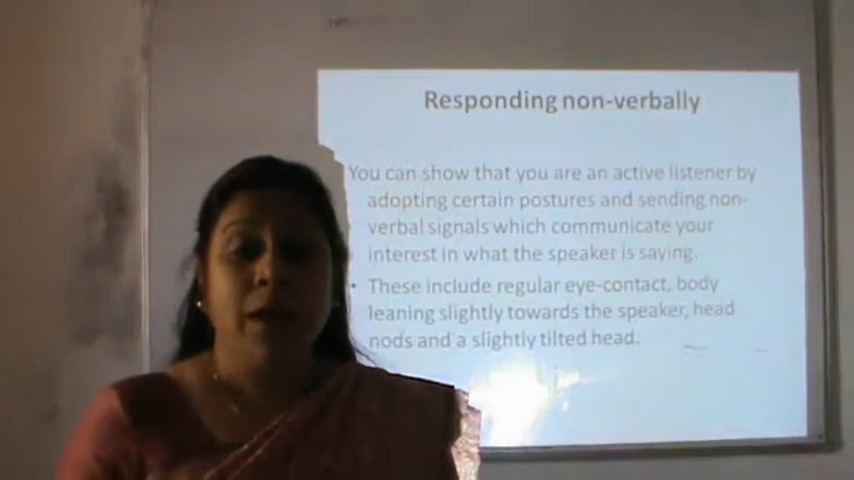 Responding non-verbally
You can show that you are an active listener by
adopting certain postures and sending non-
verbal signals which communicate your
interest in what the speaker is saying.
• These include regular eye-contact, body
leaning slightly towards the speaker, head
nods and a slightly tilted head.